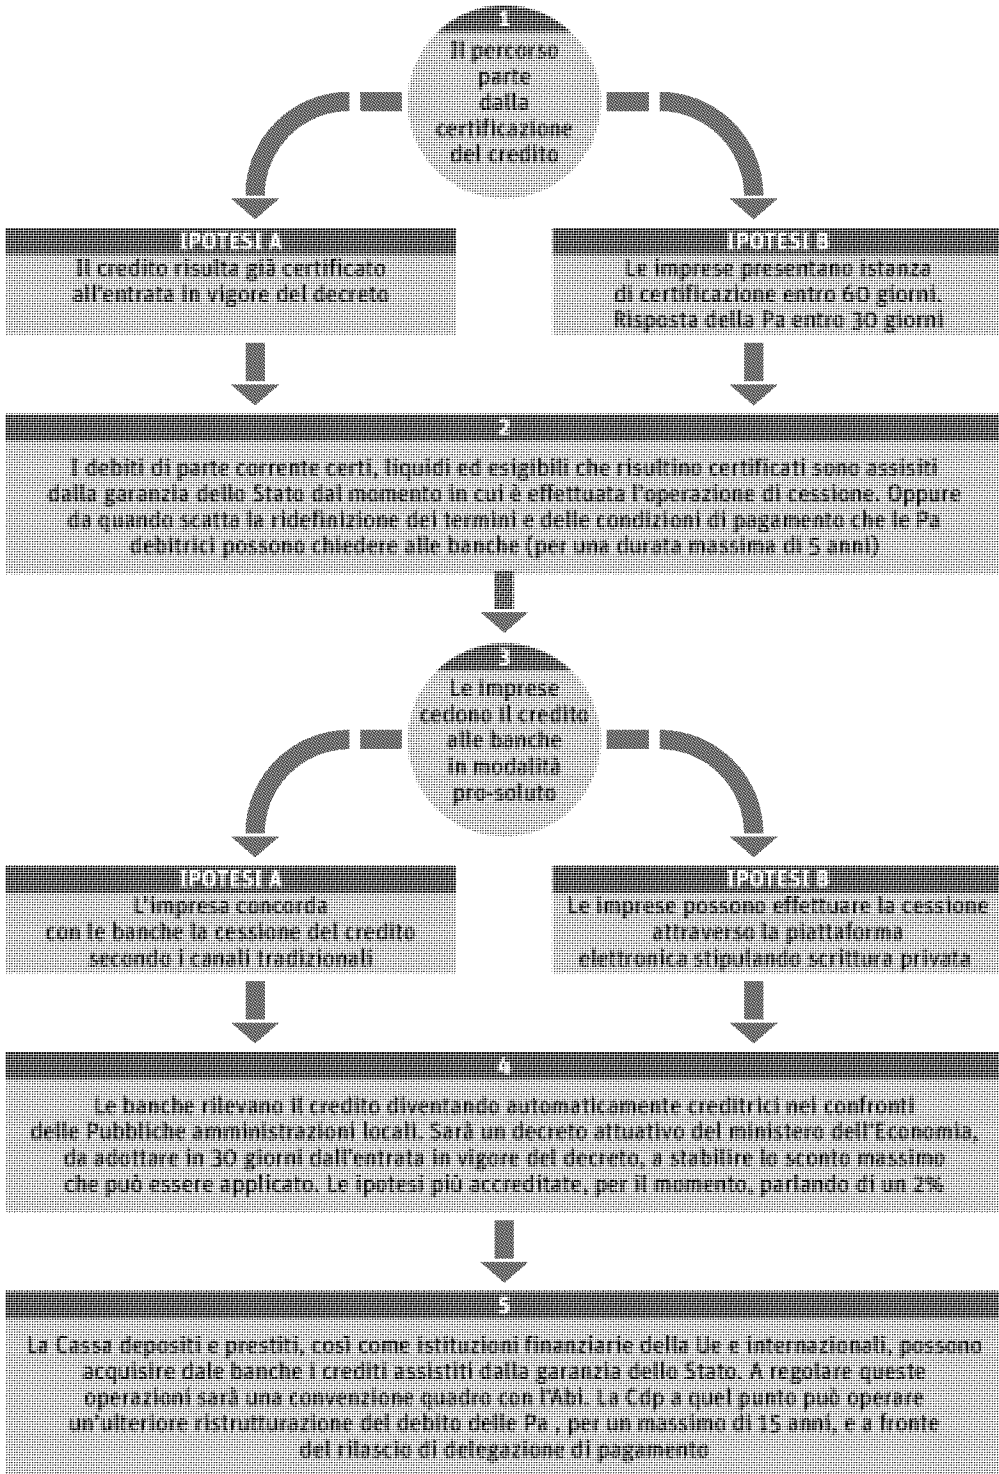 1
Il percorso
parte
dalla
certificazione
del credito
IPOTESI A
Il credito risulta già certificato
all'entrata in vigore del decreto
IPOTESI B
Le imprese presentano istanza
di certificazione entro 60 giorni.
Risposta della Pa entro 30 giorni
2
I debiti di parte corrente certi, liquidi ed esigibili che risultino certificati sono assisiti
dalla garanzia dello Stato dal momento in cui è effettuata l'operazione di cessione. Oppure
da quando scatta la ridefinizione dei termini e delle condizioni di pagamento che le Pa
debitrici possono chiedere alle banche (per una durata massima di 5 anni)
3
Le imprese
cedono il credito
alle banche
in modalità
pro-soluto
IPOTESI A
L'impresa concorda
con le banche la cessione del credito
secondo i canali tradizionali
IPOTESI B
Le imprese possono effettuare la cessione
attraverso la piattaforma
elettronica stipulando scrittura privata
4
Le banche rilevano il credito diventando automaticamente creditrici nei confronti
delle Pubbliche amministrazioni locali. Sarà un decreto attuativo del ministero dell'Economia,
da adottare in 30 giorni dall'entrata in vigore del decreto, a stabilire lo sconto massimo
che può essere applicato. Le ipotesi più accreditate, per il momento, parlando di un 2%
5
La Cassa depositi e prestiti, così come istituzioni finanziarie della Ue e internazionali, possono
acquisire dale banche i crediti assistiti dalla garanzia dello Stato. A regolare queste
operazioni sarà una convenzione quadro con l'Abi. La Cdp a quel punto può operare
un'ulteriore ristrutturazione del debito delle Pa , per un massimo di 15 anni, e a fronte
del rilascio di delegazione di pagamento